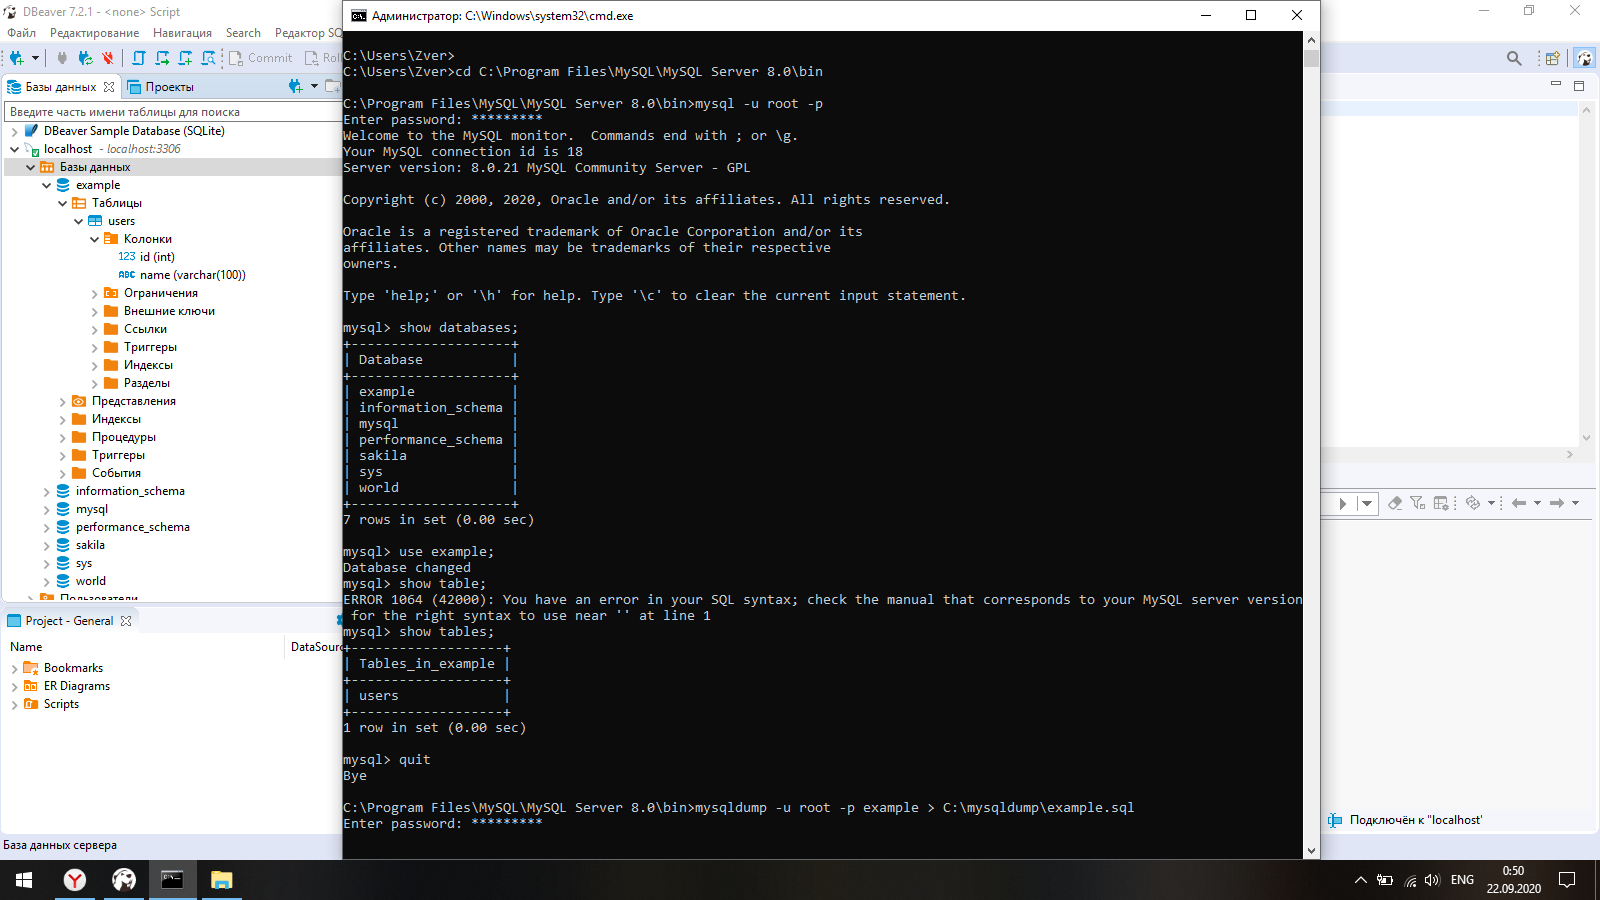 DBeaver 7.2.1 - <none> Script
Файл Редактирование Навигация Search Редактор SQ
Commit Roll
Базы данных Проекты
Введите часть имени таблицы для поиска
DBeaver Sample Database (SQLite)
localhost - localhost:3306
Базы данных
example
Таблицы
users
Колонки
123 id (int)
ABC name (varchar(100))
Ограничения
Внешние ключи
Ссылки
Триггеры
Индексы
Разделы
Представления
Индексы
Процедуры
Триггеры
События
information_schema
mysql
performance_schema
sakila
sys
world
Пользователи
Project - General
Name DataSourc
Bookmarks
ER Diagrams
Scripts
База данных сервера
Администратор: C:\Windows\system32\cmd.exe
C:\Users\Zver>
C:\Users\Zver>cd C:\Program Files\MySQL\MySQL Server 8.0\bin
C:\Program Files\MySQL\MySQL Server 8.0\bin>mysql -u root -p
Enter password: *********
Welcome to the MySQL monitor.  Commands end with ; or \g.
Your MySQL connection id is 18
Server version: 8.0.21 MySQL Community Server - GPL
Copyright (c) 2000, 2020, Oracle and/or its affiliates. All rights reserved.
Oracle is a registered trademark of Oracle Corporation and/or its
affiliates. Other names may be trademarks of their respective
owners.
Type 'help;' or '\h' for help. Type '\c' to clear the current input statement.
mysql> show databases;
+--------------------+
| Database           |
+--------------------+
| example            |
| information_schema |
| mysql              |
| performance_schema |
| sakila             |
| sys                |
| world              |
+--------------------+
7 rows in set (0.00 sec)
mysql> use example;
Database changed
mysql> show table;
ERROR 1064 (42000): You have an error in your SQL syntax; check the manual that corresponds to your MySQL server version
 for the right syntax to use near '' at line 1
mysql> show tables;
+-------------------+
| Tables_in_example |
+-------------------+
| users             |
+-------------------+
1 row in set (0.00 sec)
mysql> quit
Bye
C:\Program Files\MySQL\MySQL Server 8.0\bin>mysqldump -u root -p example > C:\mysqldump\example.sql
Enter password: *********
Подключён к "localhost'
ENG
0:50
22.09.2020